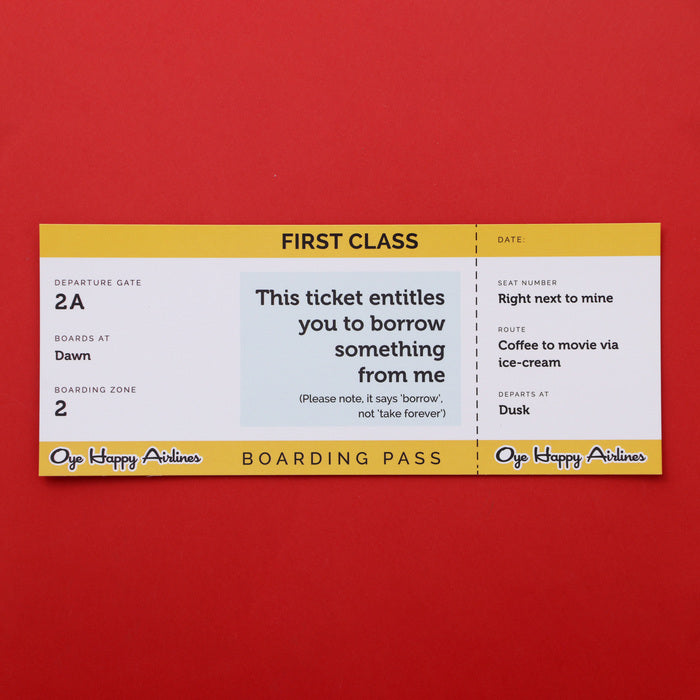 FIRST CLASS
DEPARTURE GATE
2A
BOARDS AT
Dawn
BOARDING ZONE
2
This ticket entitles
you to borrow
something
from me
(Please note, it says 'borrow',
not 'take forever')
Oye Happy Airlines
BOARDING PASS
DATE:
SEAT NUMBER
Right next to mine
ROUTE
Coffee to movie via
ice-cream
DEPARTS AT
Dusk
Oye Happy Airlines